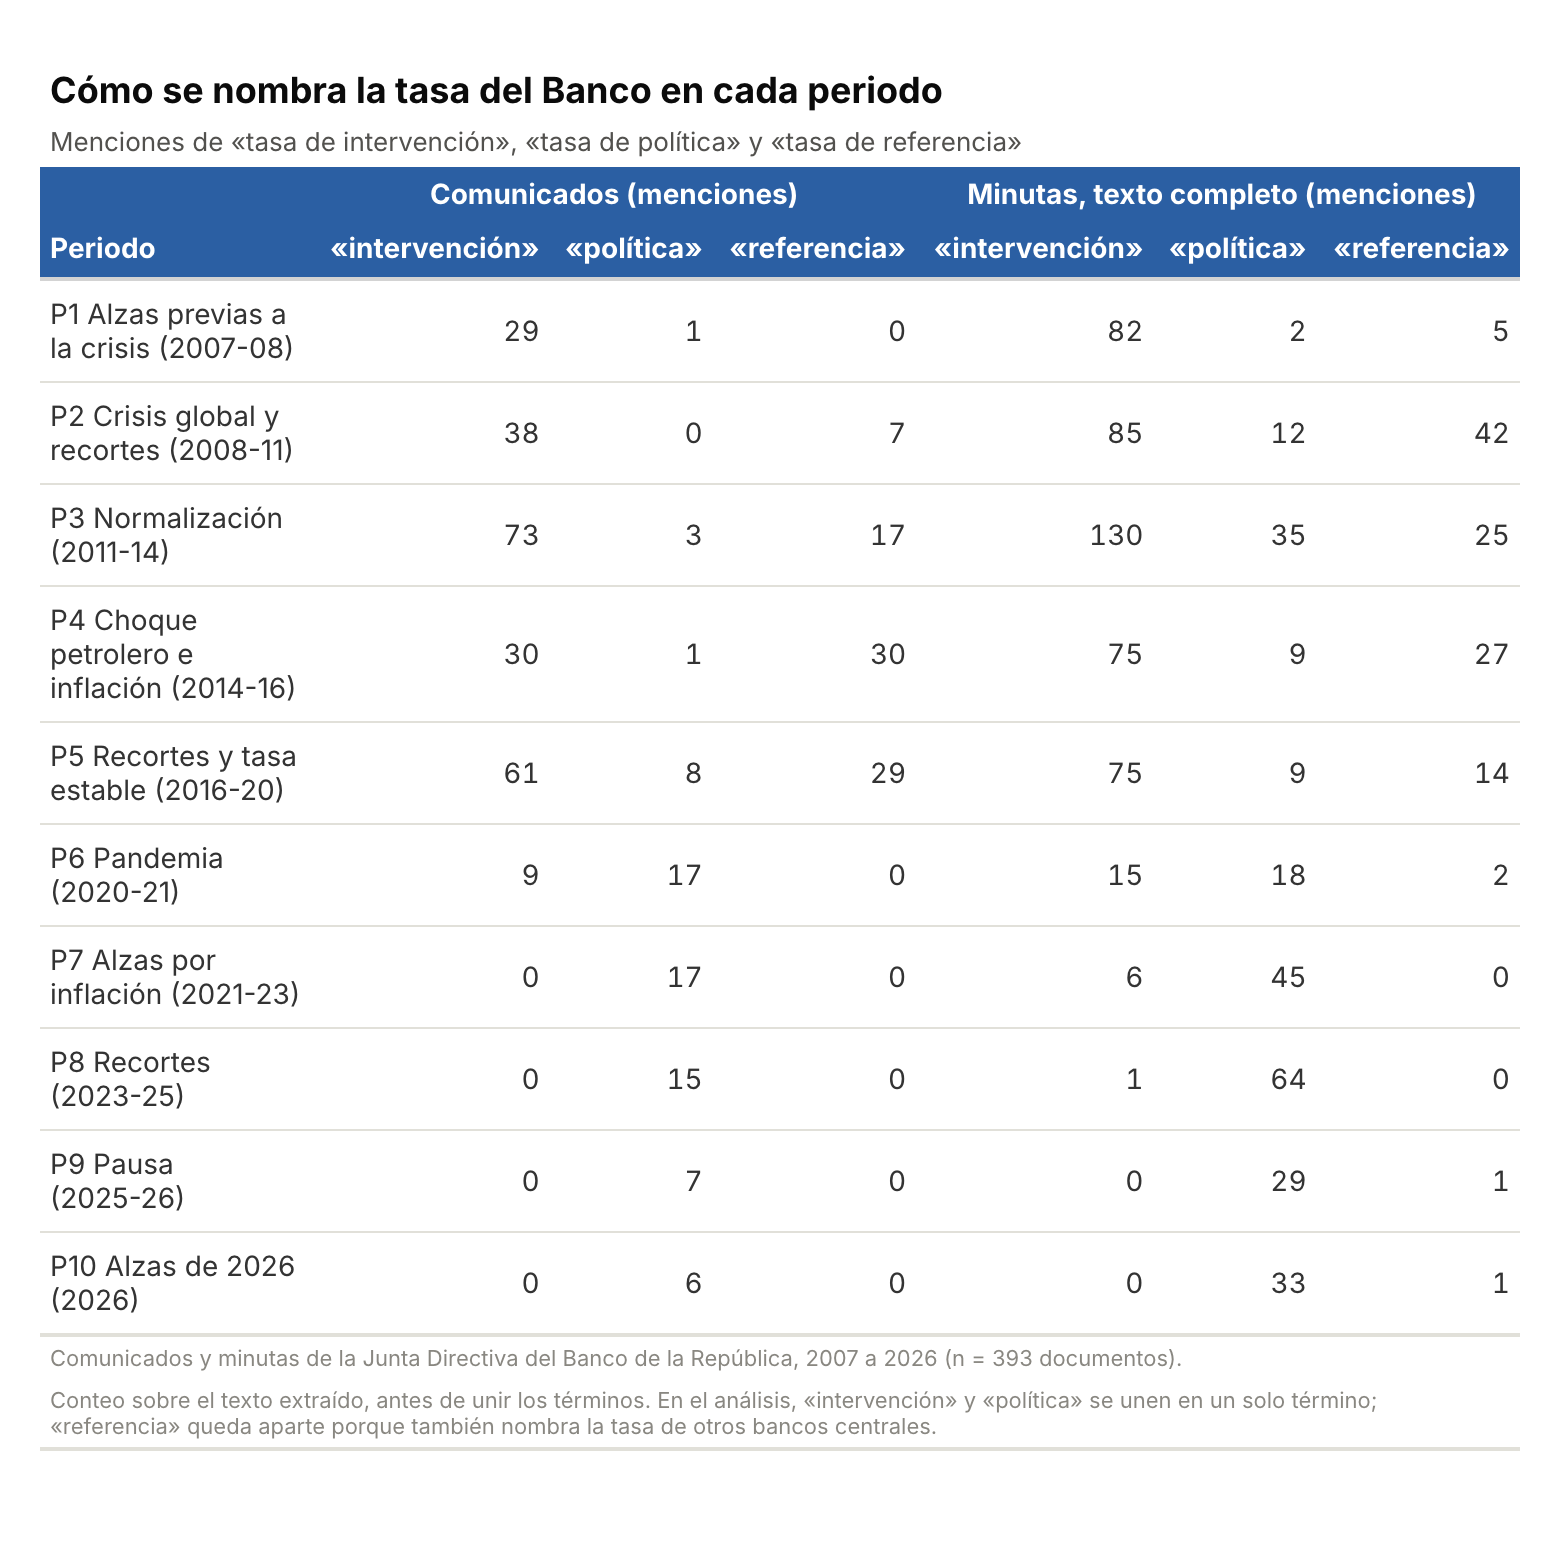 Cómo se nombra la tasa del Banco en cada periodo
Menciones de «tasa de intervención», «tasa de política» y «tasa de referencia»
Comunicados (menciones) Minutas, texto completo (menciones)
Periodo «intervención» «política» «referencia» «intervención» «política» «referencia»
P1 Alzas previas a
la crisis (2007-08) 29 1 0 82 2 5
P2 Crisis global y
recortes (2008-11) 38 0 7 85 12 42
P3 Normalización
(2011-14) 73 3 17 130 35 25
P4 Choque
petrolero e 30 1 30 75 9 27
inflación (2014-16)
P5 Recortes y tasa
estable (2016-20) 61 8 29 75 9 14
P6 Pandemia
(2020-21) 9 17 0 15 18 2
P7 Alzas por
inflación (2021-23) 0 17 0 6 45 0
P8 Recortes
(2023-25) 0 15 0 1 64 0
P9 Pausa
(2025-26) 0 7 0 0 29 1
P10 Alzas de 2026
(2026) 0 6 0 0 33 1
Comunicados y minutas de la Junta Directiva del Banco de la República, 2007 a 2026 (n = 393 documentos).
Conteo sobre el texto extraído, antes de unir los términos. En el análisis, «intervención» y «política» se unen en un solo término;
«referencia» queda aparte porque también nombra la tasa de otros bancos centrales.